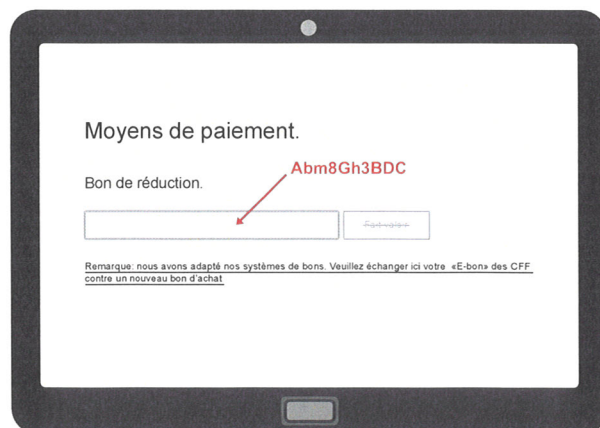 Moyens de paiement.
Abm8Gh3BDC
Bon de réduction.
Remarque: nous avons adapté nos systèmes de bons. Veuillez échanger ici votre «E-bon» des CFF
contre un nouveau bon d'achat